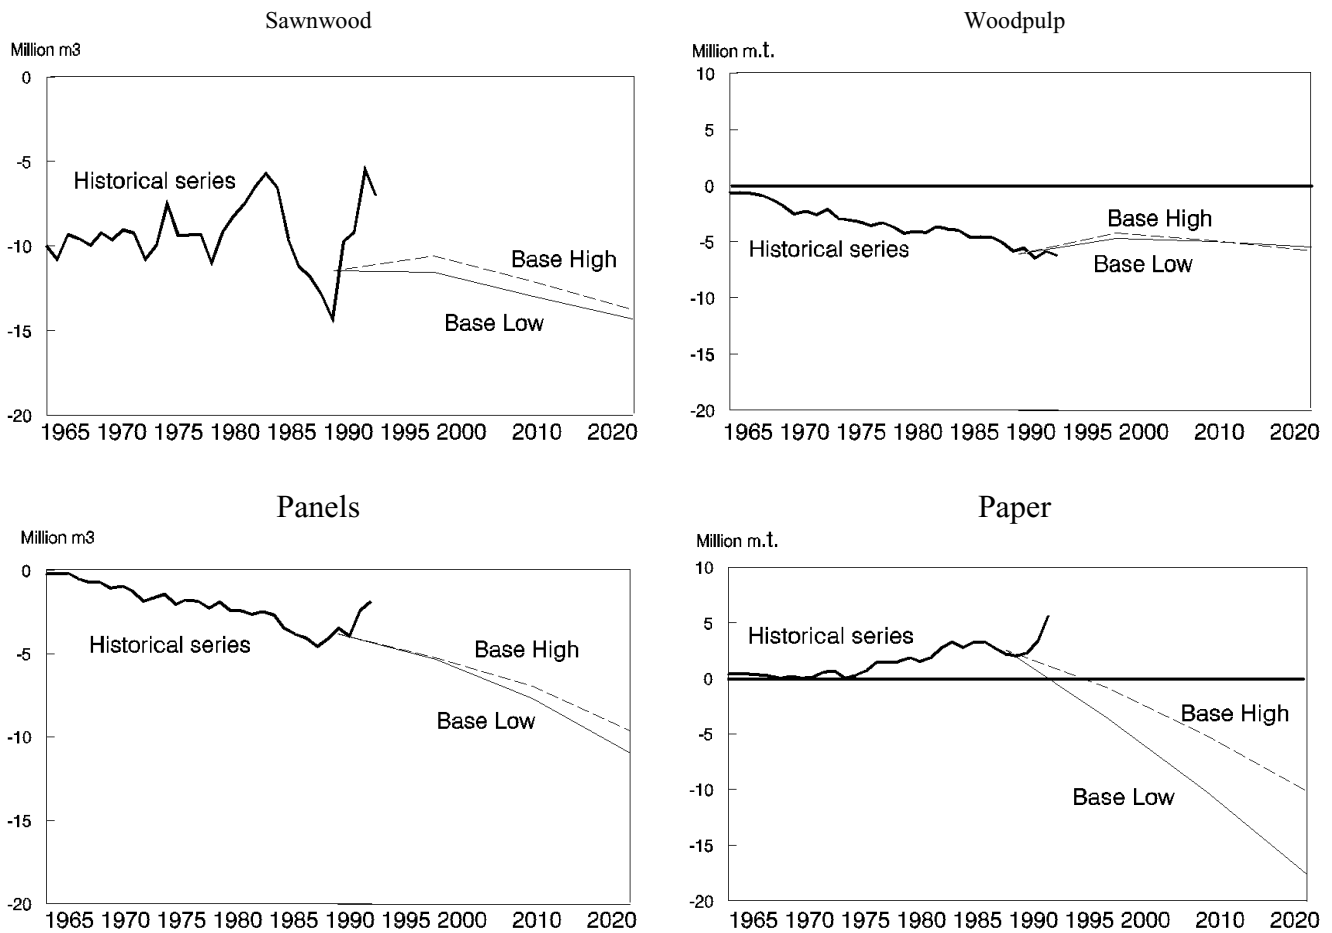 Sawnwood
Million m3
0
-5
-10
-15
-20
Historical series
Base High
Base Low
1965 1970 1975 1980 1985 1990 1995 2000 2010 2020
Woodpulp
Million m.t.
10
5
0
-5
-10
-15
-20
Base High
Historical series
Base Low
1965 1970 1975 1980 1985 1990 1995 2000 2010 2020
Panels
Million m3
0
-5
-10
-15
-20
Historical series
Base High
Base Low
1965 1970 1975 1980 1985 1990 1995 2000 2010 2020
Paper
Million m.t.
10
5
0
-5
-10
-15
-20
Historical series
Base High
Base Low
1965 1970 1975 1980 1985 1990 1995 2000 2010 2020